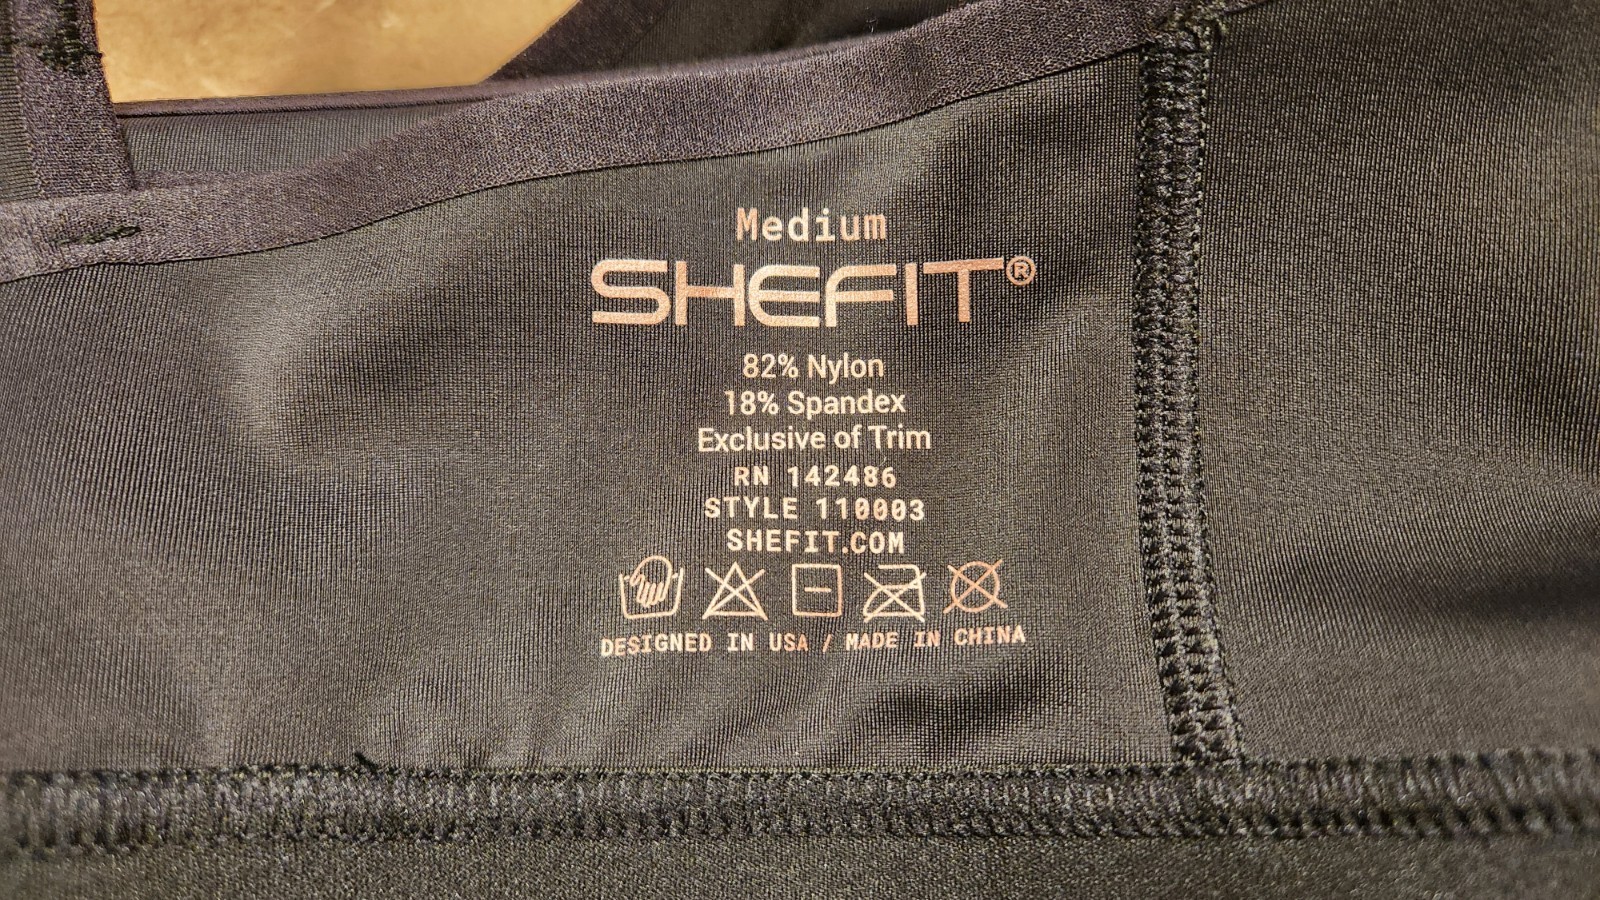 Medium
SHEFIT®
82% Nylon
18% Spandex
Exclusive of Trim
RN 142486
STYLE 110003
SHEFIT.COM
DESIGNED IN USA / MADE IN CHINA